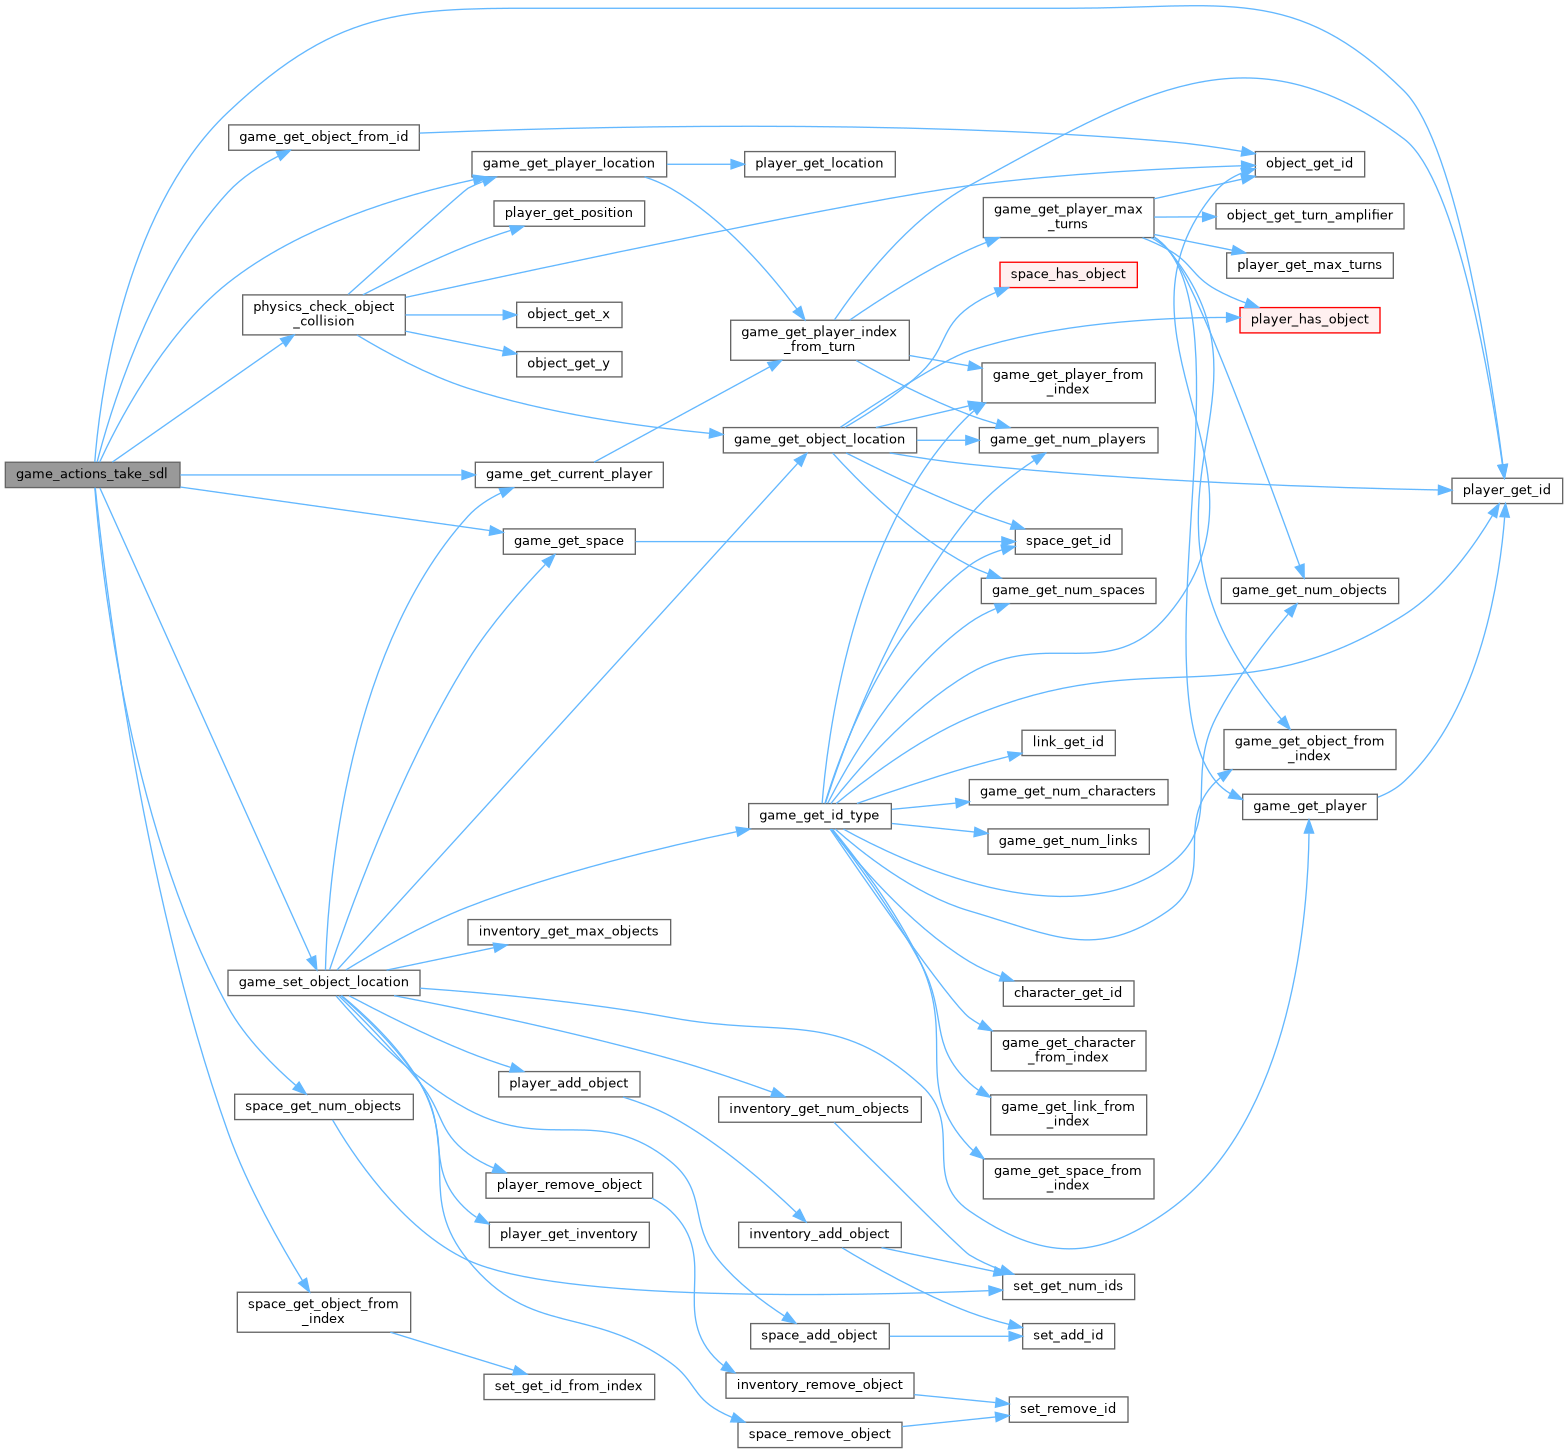 game_actions_take_sdl
game_get_object_from_id
physics_check_object
_collision
game_get_player_location
player_get_position
object_get_x
object_get_y
game_get_current_player
game_get_space
player_get_location
game_get_player_index
_from_turn
game_get_object_location
game_get_player_max
_turns
space_has_object
game_get_player_from
_index
game_get_num_players
space_get_id
game_get_num_spaces
object_get_id
object_get_turn_amplifier
player_get_max_turns
player_has_object
player_get_id
game_get_num_objects
game_get_object_from
_index
game_get_player
link_get_id
game_get_num_characters
game_get_num_links
game_get_id_type
character_get_id
game_get_character
_from_index
game_get_link_from
_index
game_get_space_from
_index
game_set_object_location
inventory_get_max_objects
player_add_object
inventory_get_num_objects
player_remove_object
player_get_inventory
inventory_add_object
space_get_num_objects
set_get_num_ids
space_add_object
set_add_id
space_get_object_from
_index
set_get_id_from_index
inventory_remove_object
set_remove_id
space_remove_object